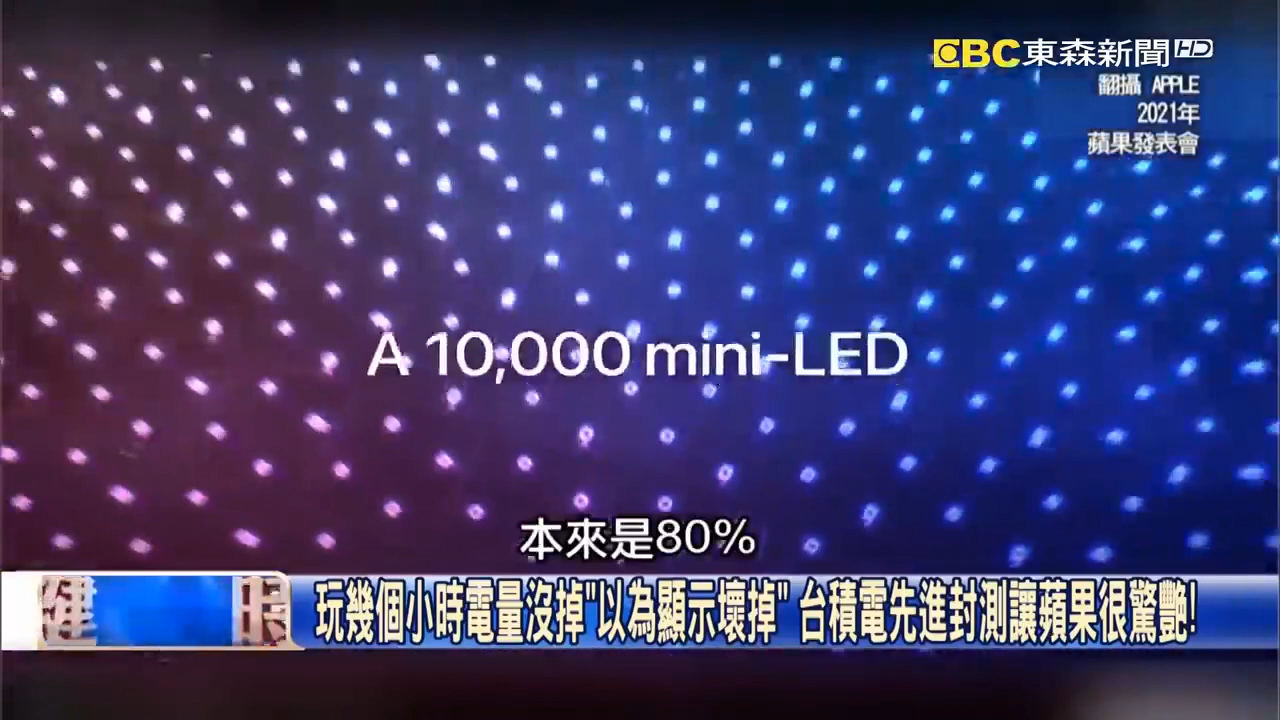 EBC東森新聞HD
翻攝 APPLE
2021年
蘋果發表會
A 10,000 mini-LED
本來是80%
玩幾個小時電量沒掉"以為顯示壞掉" 台積電先進封測讓蘋果很驚艷!